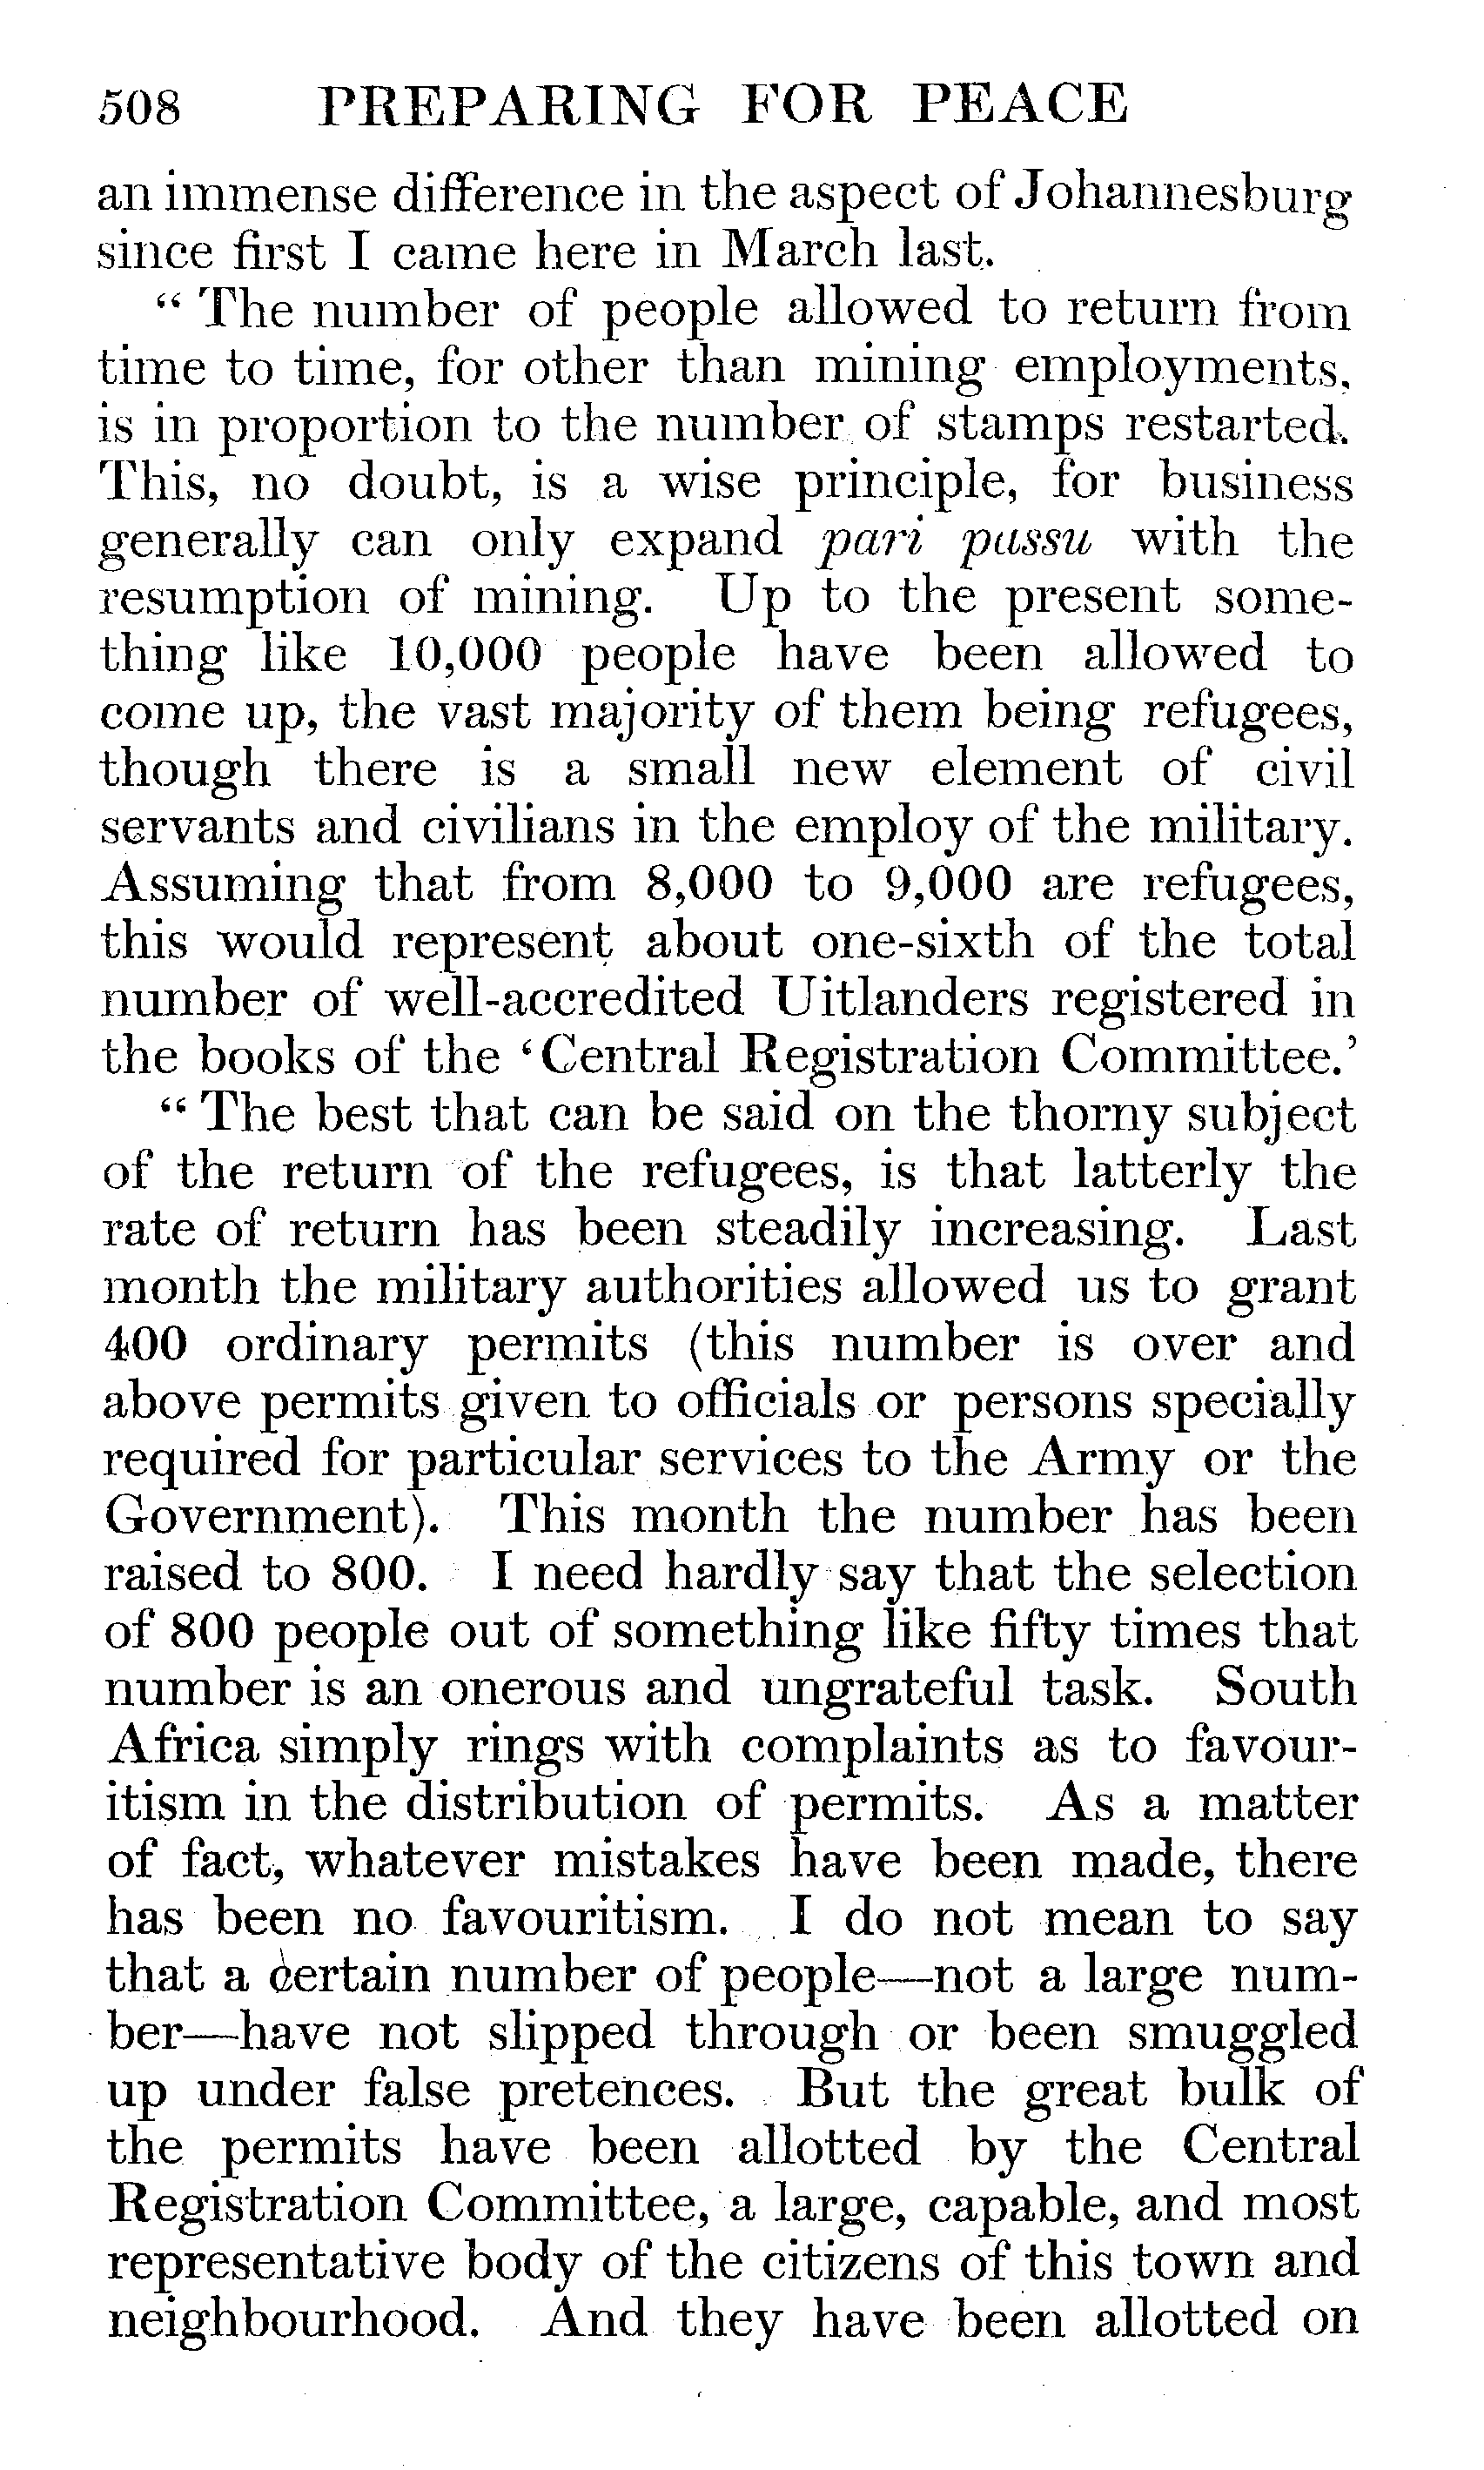 508 PREPARING FOR PEACE
an immense difference in the aspect of Johannesburg
since first I came here in March last.
“ The number of people allowed to return from
time to time, for other than mining employments,
is in proportion to the number of stamps restarted.
This, no doubt, is a wise principle, for business
generally can only expand pari passu with the
resumption of mining. Up to the present some-
thing like 10,000 people have been allowed to
come up, the vast majority of them being refugees,
though there is a small new element of civil
servants and civilians in the employ of the military.
Assuming that from 8,000 to 9,000 are refugees,
this would represent about one-sixth of the total
number of well-accredited Uitlanders registered in
the books of the ‘Central Registration Committee.’
“ The best that can be said on the thorny subject
of the return of the refugees, is that latterly the
rate of return has been steadily increasing. Last
month the military authorities allowed us to grant
400 ordinary permits (this number is over and
above permits given to officials or persons specially
required for particular services to the Army or the
Government). This month the number has been
raised to 800. I need hardly say that the selection
of 800 people out of something like fifty times that
number is an onerous and ungrateful task. South
Africa simply rings with complaints as to favour-
itism in the distribution of permits. As a matter
of fact, whatever mistakes have been made, there
has been no favouritism. I do not mean to say
that a certain number of people—not a large num-
ber—have not slipped through or been smuggled
up under false pretences. But the great bulk of
the permits have been allotted by the Central
Registration Committee, a large, capable, and most
representative body of the citizens of this town and
neighbourhood. And they have been allotted on